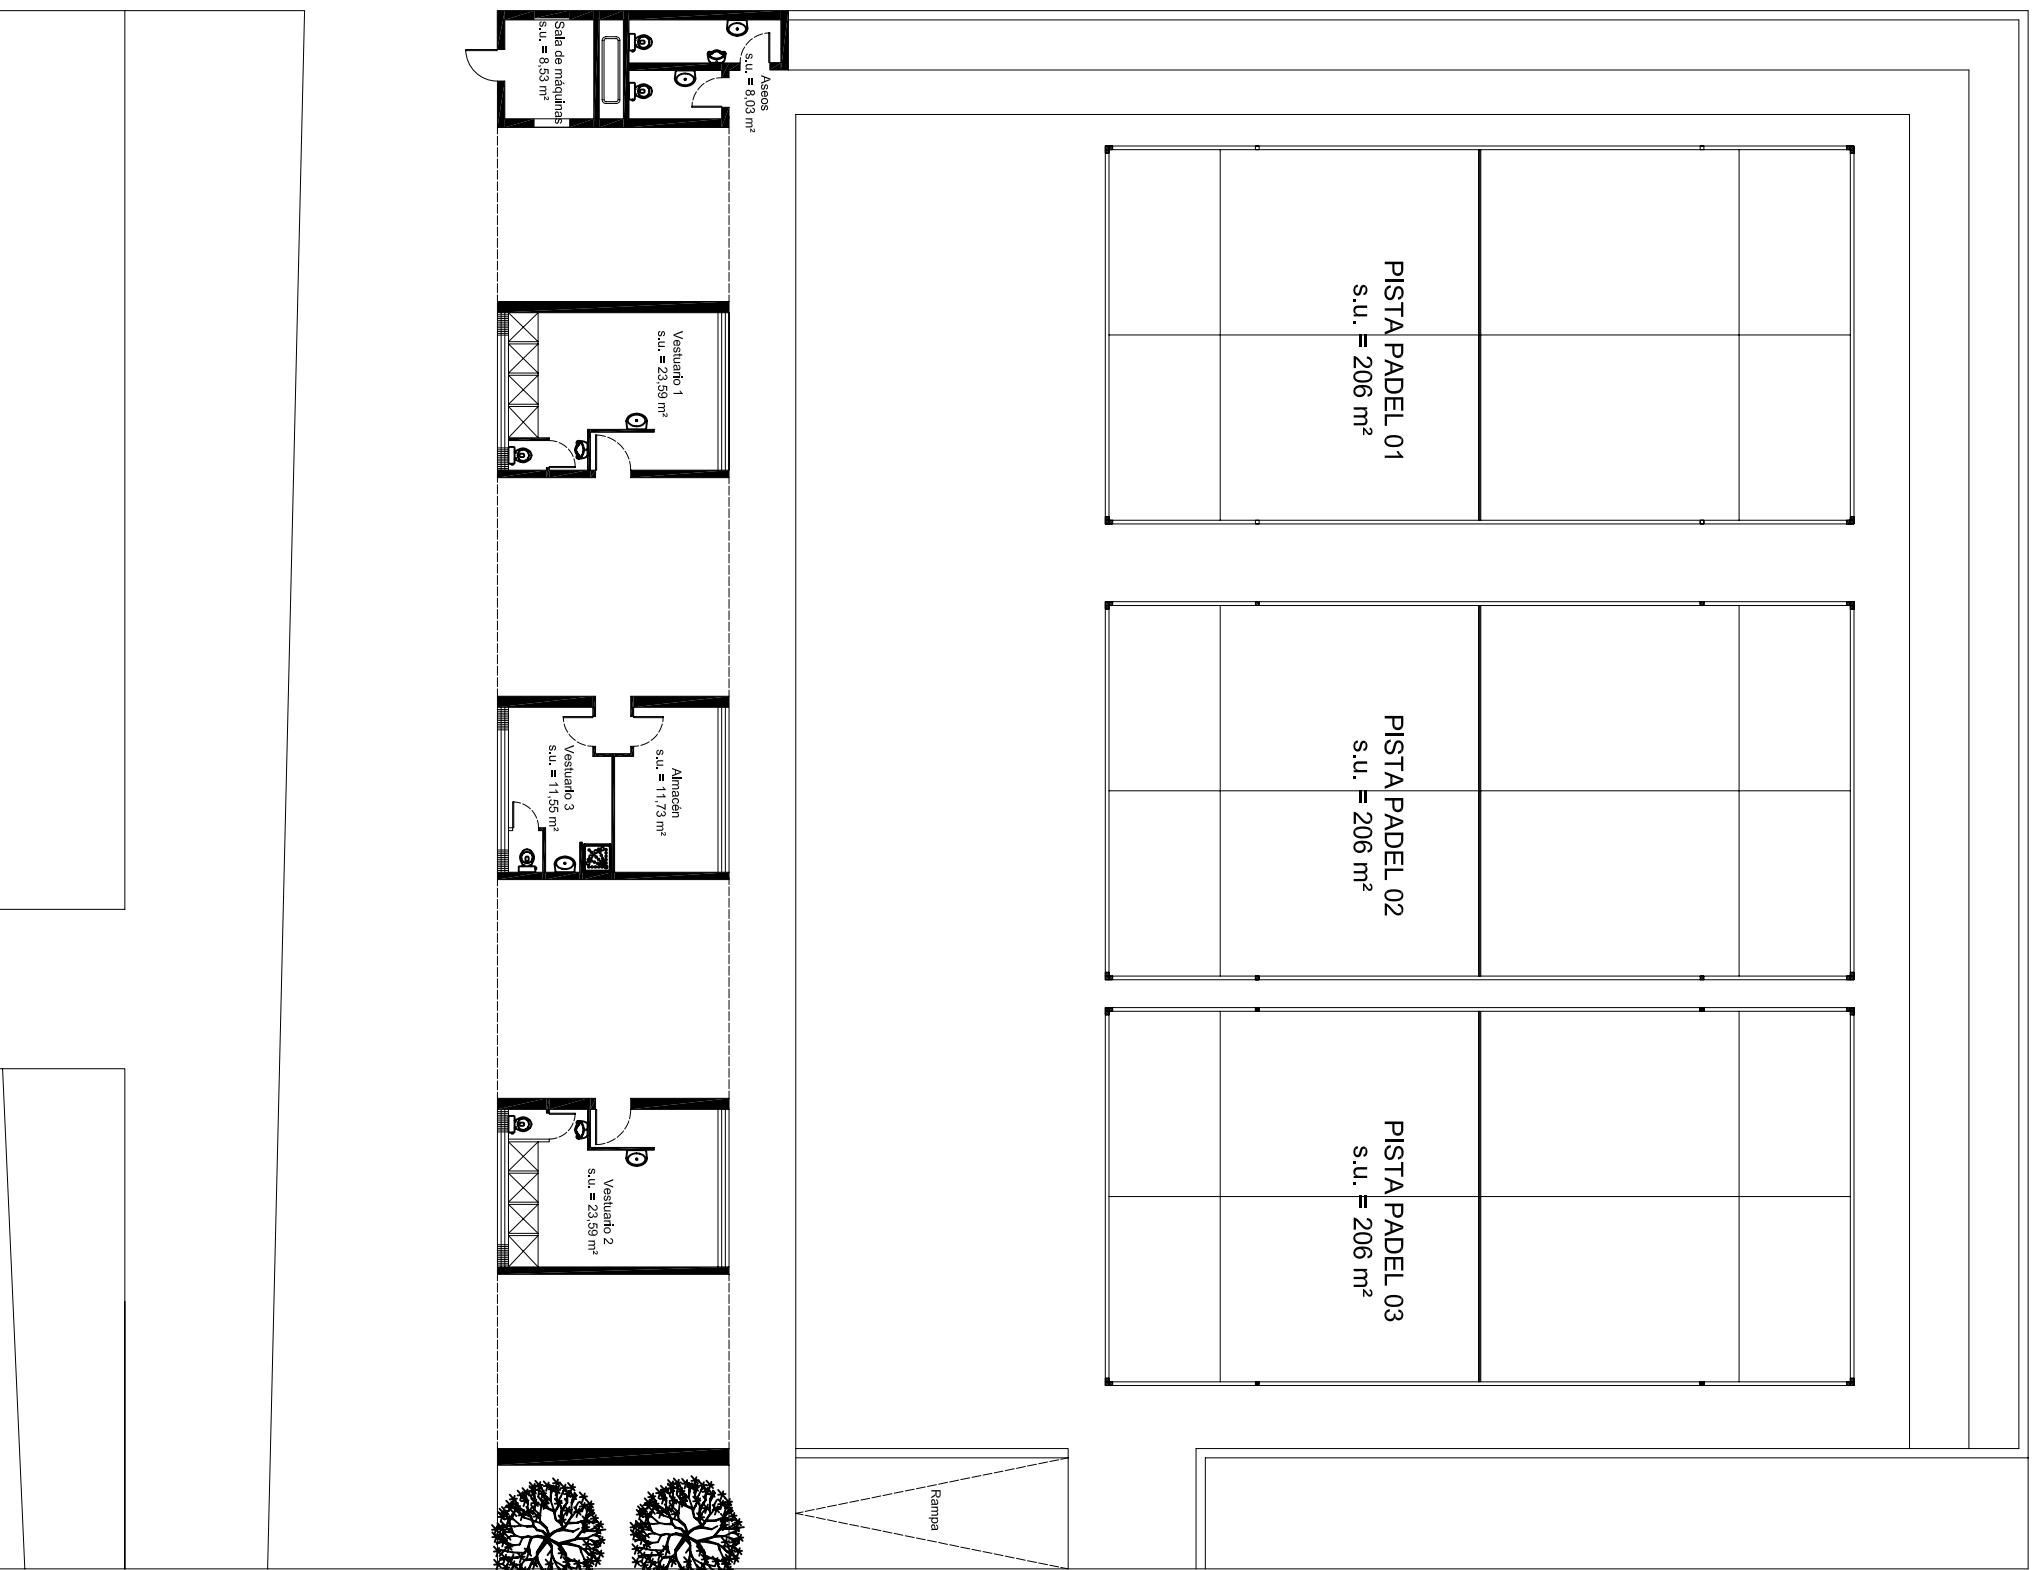 Sala de máquinas
s.u. = 8,53 m²
Aseos
s.u. = 8,03 m²
Vestuario 1
s.u. = 23,59 m²
PISTA PADEL 01
s.u. = 206 m²
Vestuario 3
s.u. = 11,55 m²
Almacén
s.u. = 11,73 m²
PISTA PADEL 02
s.u. = 206 m²
Vestuario 2
s.u. = 23,59 m²
PISTA PADEL 03
s.u. = 206 m²
Rampa